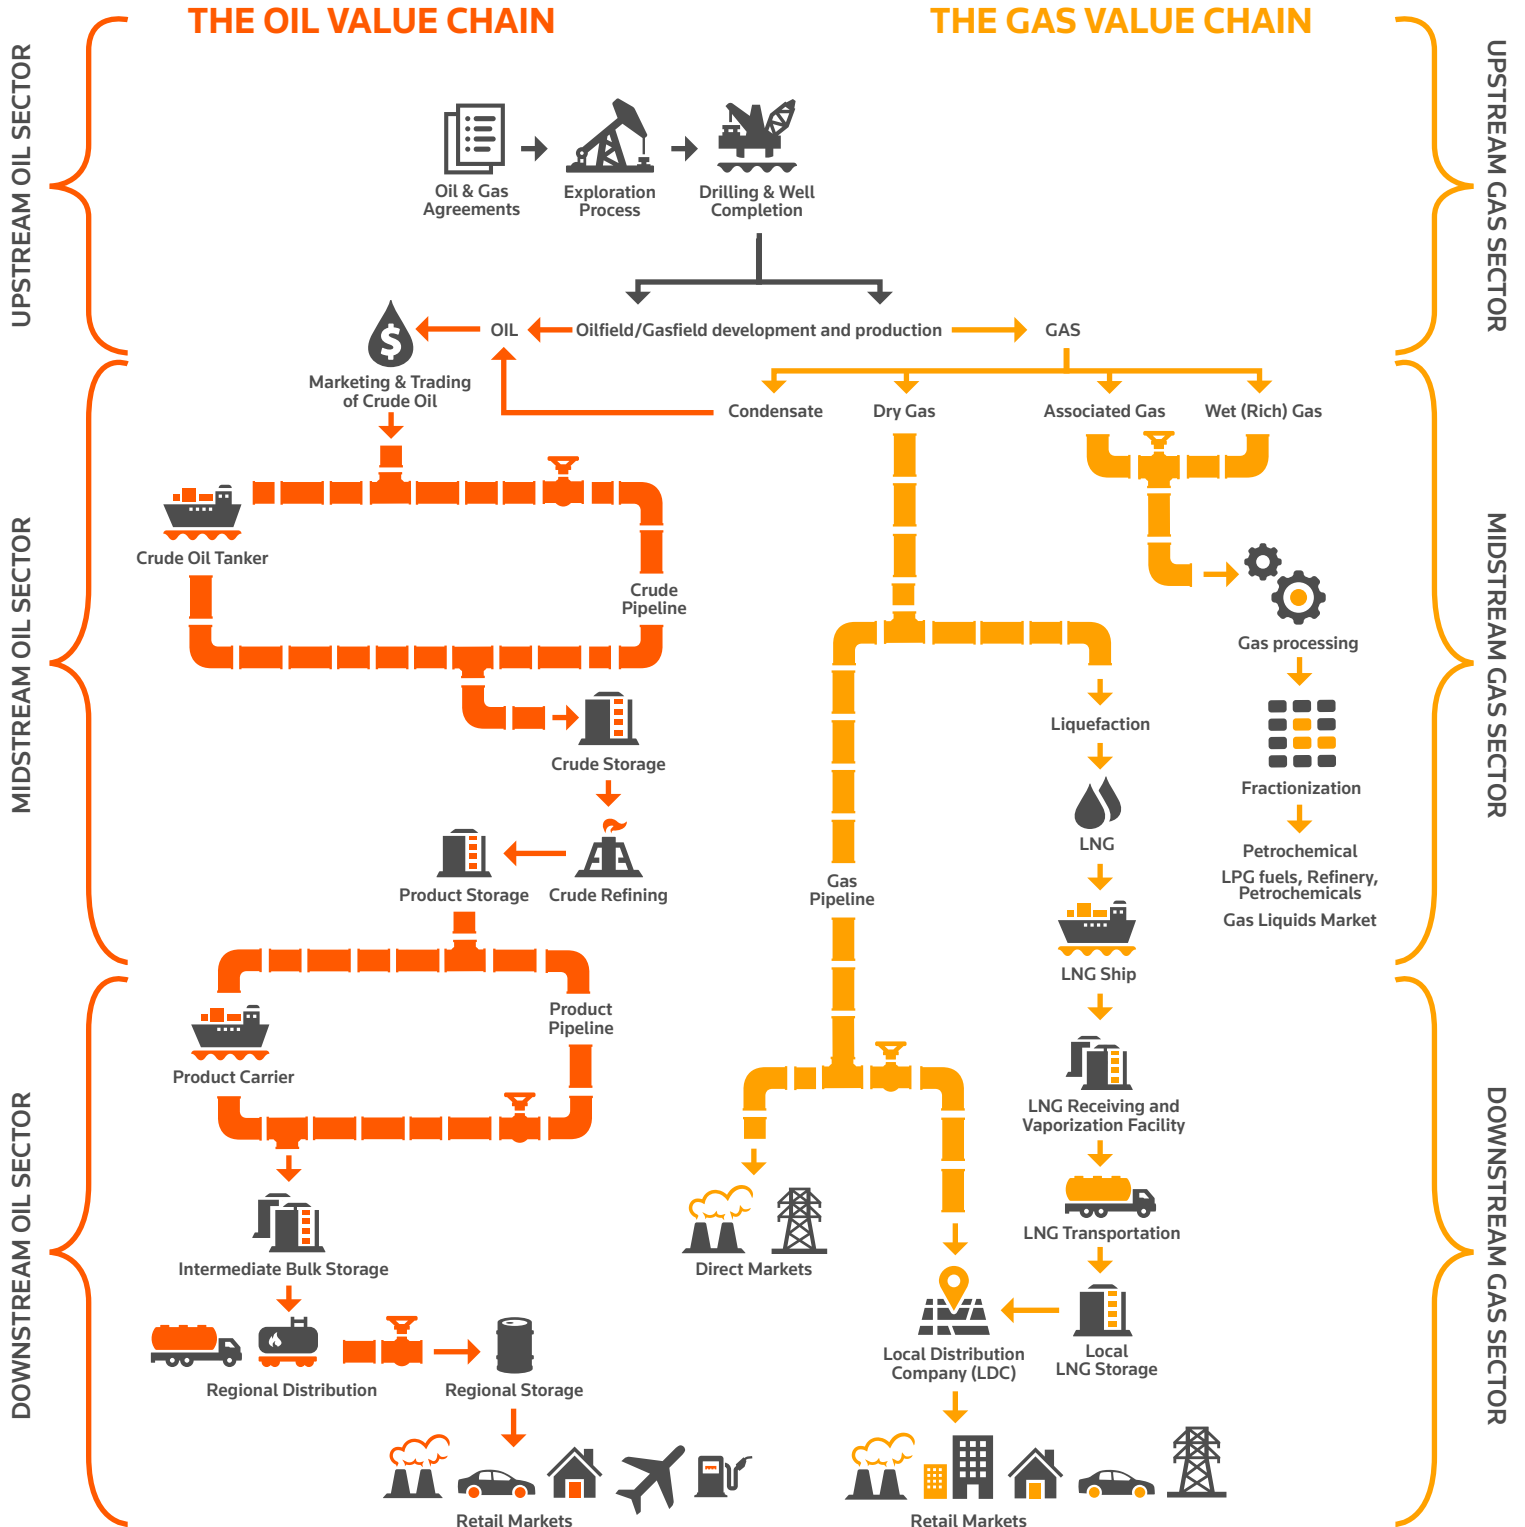 THE OIL VALUE CHAIN
THE GAS VALUE CHAIN
UPSTREAM OIL SECTOR
UPSTREAM GAS SECTOR
Oil & Gas
Agreements
Exploration
Process
Drilling & Well
Completion
OIL
Oilfield/Gasfield development and production
GAS
$
Marketing & Trading
of Crude Oil
Condensate
Dry Gas
Associated Gas
Wet (Rich) Gas
MIDSTREAM OIL SECTOR
MIDSTREAM GAS SECTOR
Crude Oil Tanker
Crude
Pipeline
Crude Storage
Product Storage
Crude Refining
Gas
Pipeline
Liquefaction
LNG
LNG Ship
Gas processing
Fractionization
Petrochemical
LPG fuels, Refinery,
Petrochemicals
Gas Liquids Market
DOWNSTREAM OIL SECTOR
DOWNSTREAM GAS SECTOR
Product Carrier
Product
Pipeline
Intermediate Bulk Storage
Regional Distribution
Regional Storage
Retail Markets
Direct Markets
LNG Receiving and
Vaporization Facility
LNG Transportation
Local
LNG Storage
Local Distribution
Company (LDC)
Retail Markets